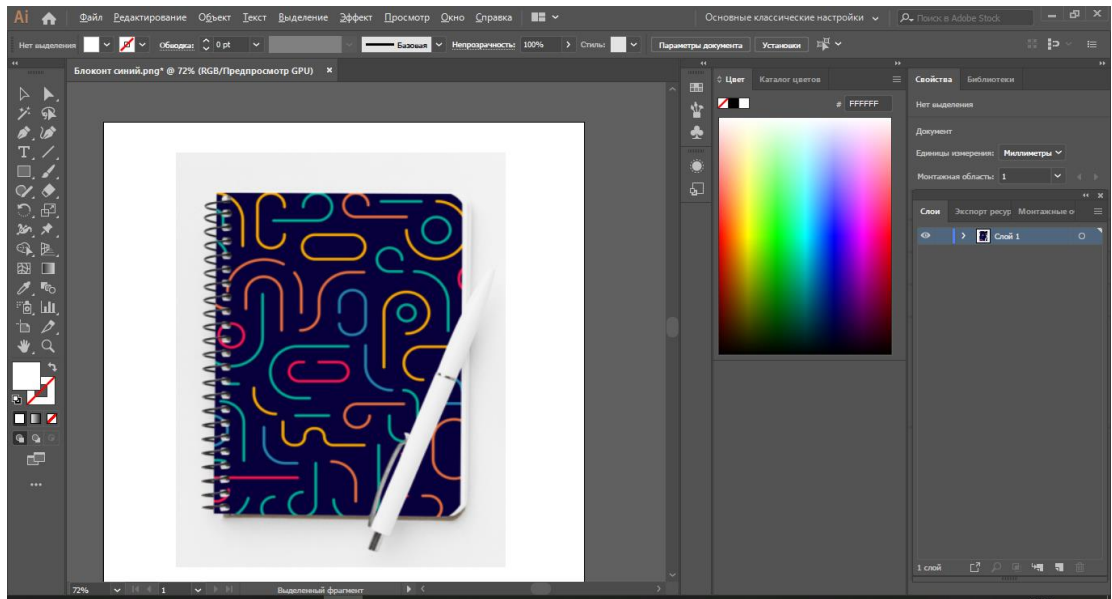 Ai Файл Редактирование Объект Текст Выделение Эффект Просмотр Окно Справка Основные классические настройки Поиск в Adobe Stock
Нет выделения Обводка: 0 pt Базовая Непрозрачность: 100% Стиль: Параметры документа Установки
Блоконт синий.png* @ 72% (RGB/Предпросмотр GPU) ×
Цвет Каталог цветов
# FFFFFF
Свойства Библиотеки
Нет выделения
Документ
Единицы измерения: Миллиметры
Монтажная область: 1
Слои Экспорт ресур Монтажные о
Слой 1
1 слой
72% 1 Выделенный фрагмент